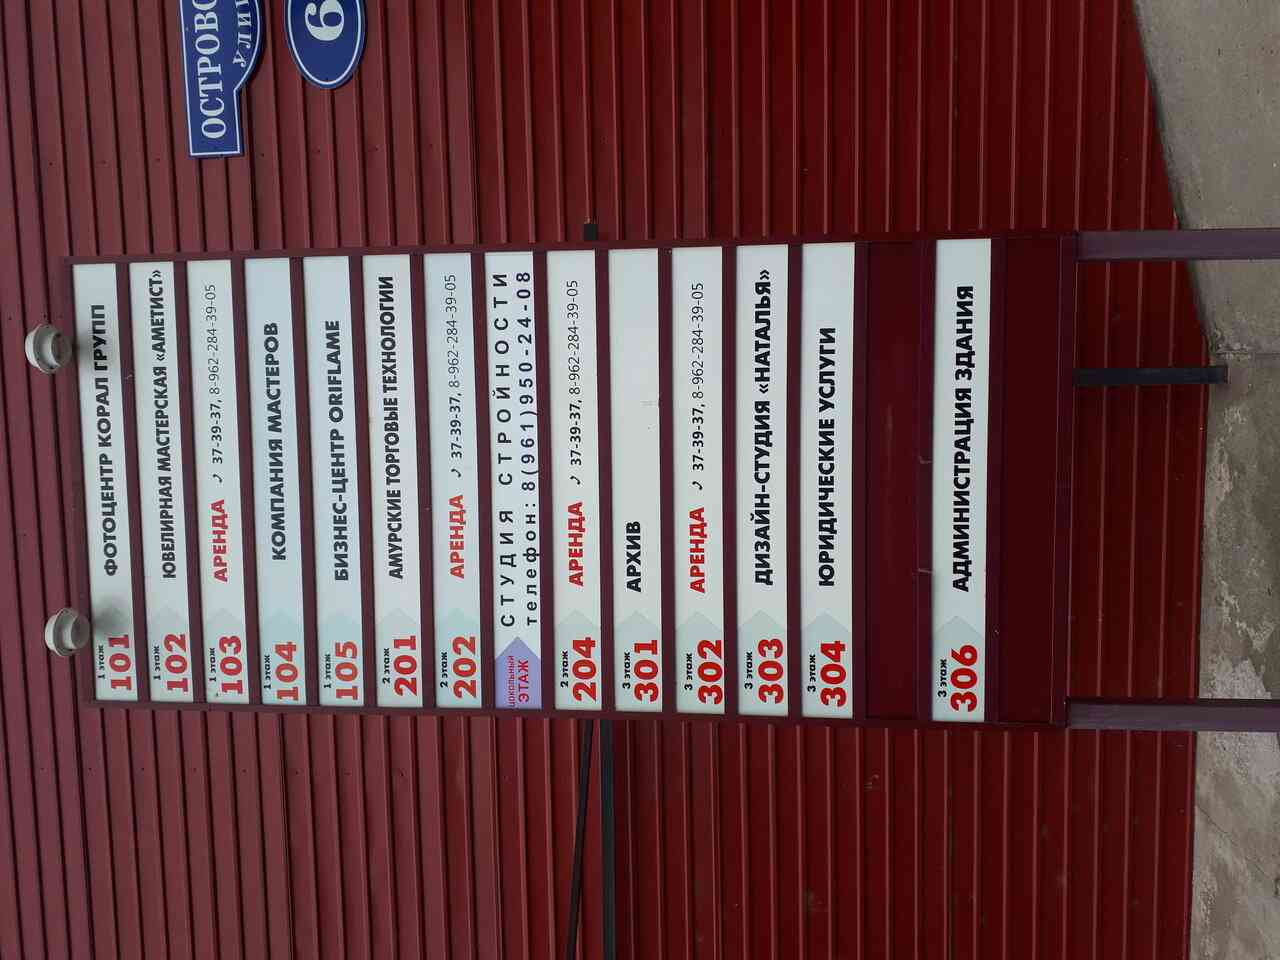 6
1 этаж
101 ФОТОЦЕНТР КОРАЛ ГРУПП
1 этаж
102 ЮВЕЛИРНАЯ МАСТЕРСКАЯ «АМЕТИСТ»
1 этаж
103 АРЕНДА 37-39-37, 8-962-284-39-05
1 этаж
104 КОМПАНИЯ МАСТЕРОВ
1 этаж
105 БИЗНЕС-ЦЕНТР ORIFLAME
2 этаж
201 АМУРСКИЕ ТОРГОВЫЕ ТЕХНОЛОГИИ
2 этаж
202 АРЕНДА 37-39-37, 8-962-284-39-05
цокольный
ЭТАЖ
СТУДИЯ СТРОЙНОСТИ
телефон: 8(961)950-24-08
2 этаж
204 АРЕНДА 37-39-37, 8-962-284-39-05
3 этаж
301 АРХИВ
3 этаж
302 АРЕНДА 37-39-37, 8-962-284-39-05
3 этаж
303 ДИЗАЙН-СТУДИЯ «НАТАЛЬЯ»
3 этаж
304 ЮРИДИЧЕСКИЕ УСЛУГИ
3 этаж
306 АДМИНИСТРАЦИЯ ЗДАНИЯ